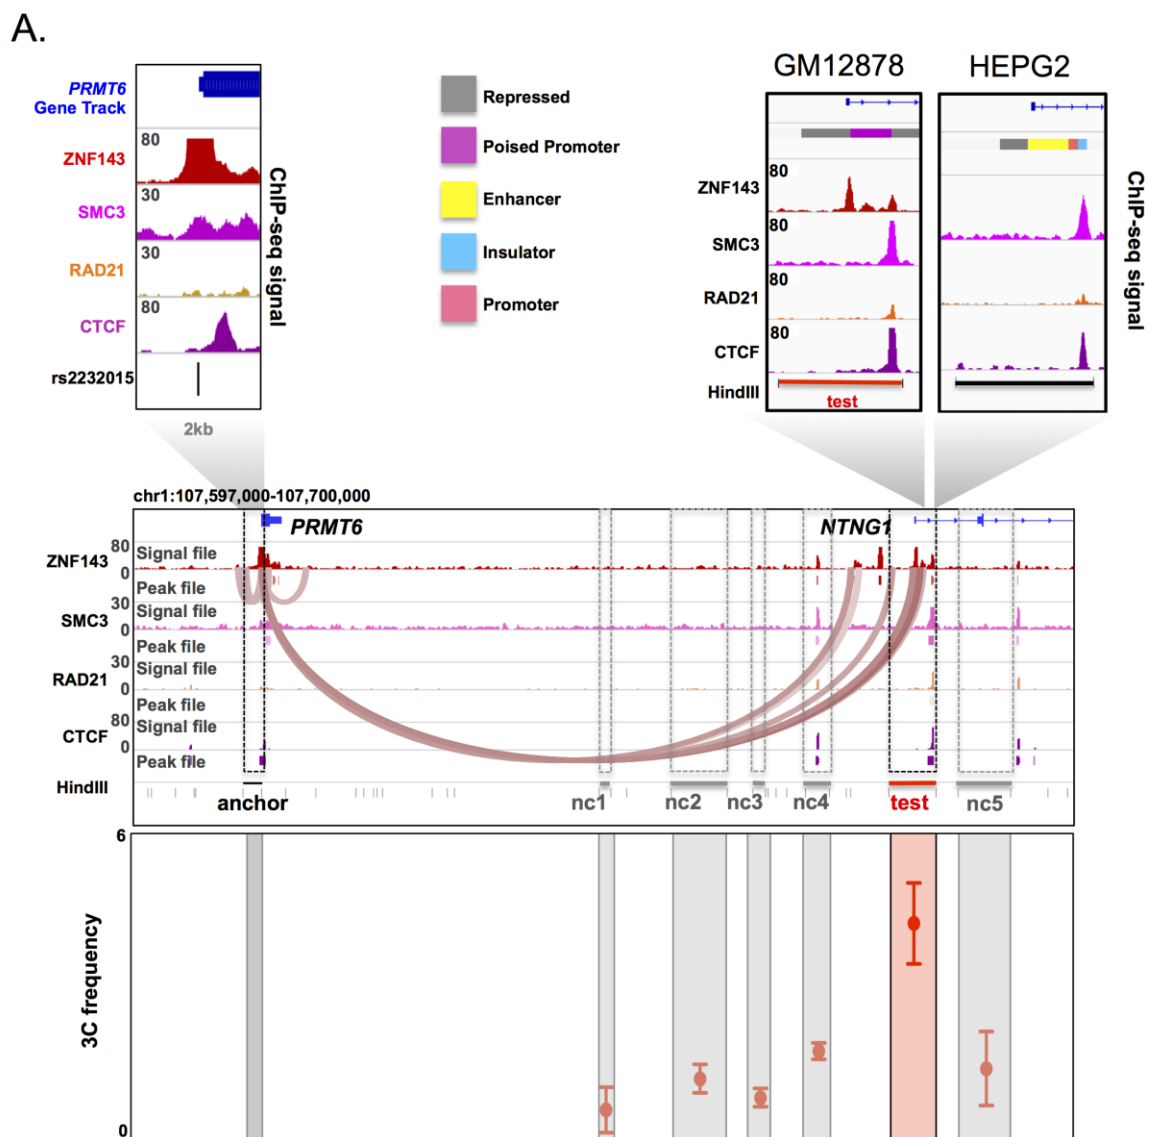 A.
PRMT6
Gene Track
ZNF143
80
SMC3
30
RAD21
30
CTCF
80
rs2232015
ChIP-seq signal
2kb
Repressed
Poised Promoter
Enhancer
Insulator
Promoter
GM12878
HEPG2
ZNF143
80
SMC3
80
RAD21
80
CTCF
80
HindIII
test
ChIP-seq signal
chr1:107,597,000-107,700,000
PRMT6
NTNG1
ZNF143
80
Signal file
0
Peak file
SMC3
30
Signal file
0
Peak file
RAD21
30
Signal file
0
Peak file
CTCF
80
Signal file
0
Peak file
HindIII
anchor
nc1
nc2
nc3
nc4
test
nc5
6
3C frequency
0